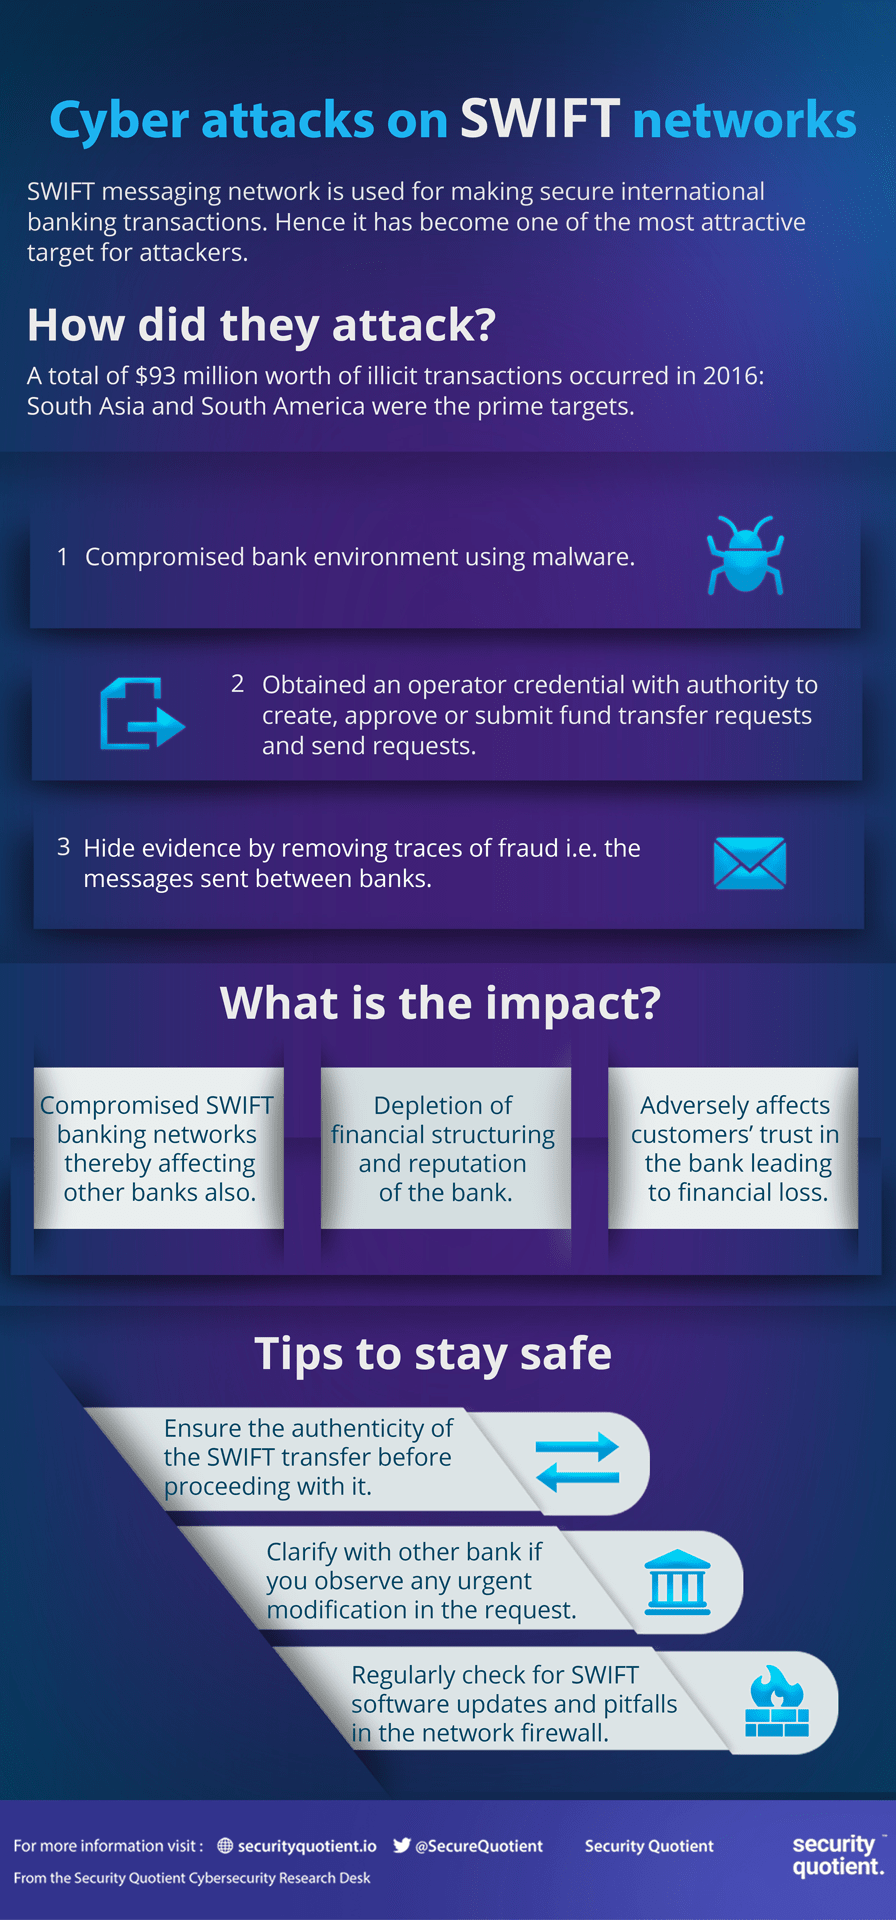 Cyber attacks on SWIFT networks
SWIFT messaging network is used for making secure international
banking transactions. Hence it has become one of the most attractive
target for attackers.
How did they attack?
A total of $93 million worth of illicit transactions occurred in 2016:
South Asia and South America were the prime targets.
1 Compromised bank environment using malware.
2 Obtained an operator credential with authority to
create, approve or submit fund transfer requests
and send requests.
3 Hide evidence by removing traces of fraud i.e. the
messages sent between banks.
What is the impact?
Compromised SWIFT
banking networks
thereby affecting
other banks also.
Depletion of
financial structuring
and reputation
of the bank.
Adversely affects
customers’ trust in
the bank leading
to financial loss.
Tips to stay safe
Ensure the authenticity of
the SWIFT transfer before
proceeding with it.
Clarify with other bank if
you observe any urgent
modification in the request.
Regularly check for SWIFT
software updates and pitfalls
in the network firewall.
For more information visit : securityquotient.io @SecureQuotient Security Quotient
From the Security Quotient Cybersecurity Research Desk
security
quotient.™